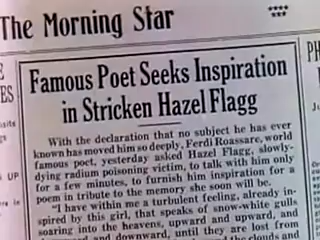 The Morning Star
Famous Poet Seeks Inspiration
in Stricken Hazel Flagg
With the declaration that no subject he has ever
known has moved him so deeply, Ferdi Roassare, world
famous poet, yesterday asked Hazel Flagg, slowly-
dying radium poisoning victim, to talk with him only
for a few minutes, to furnish him inspiration for a
poem in tribute to the memory she soon will be.
"I have within me a turbulent feeling, already in-
spired by this girl, that speaks of snow-white gulls
soaring into the heavens, upward and upward, and
downward, until they are lost from
the clouds and